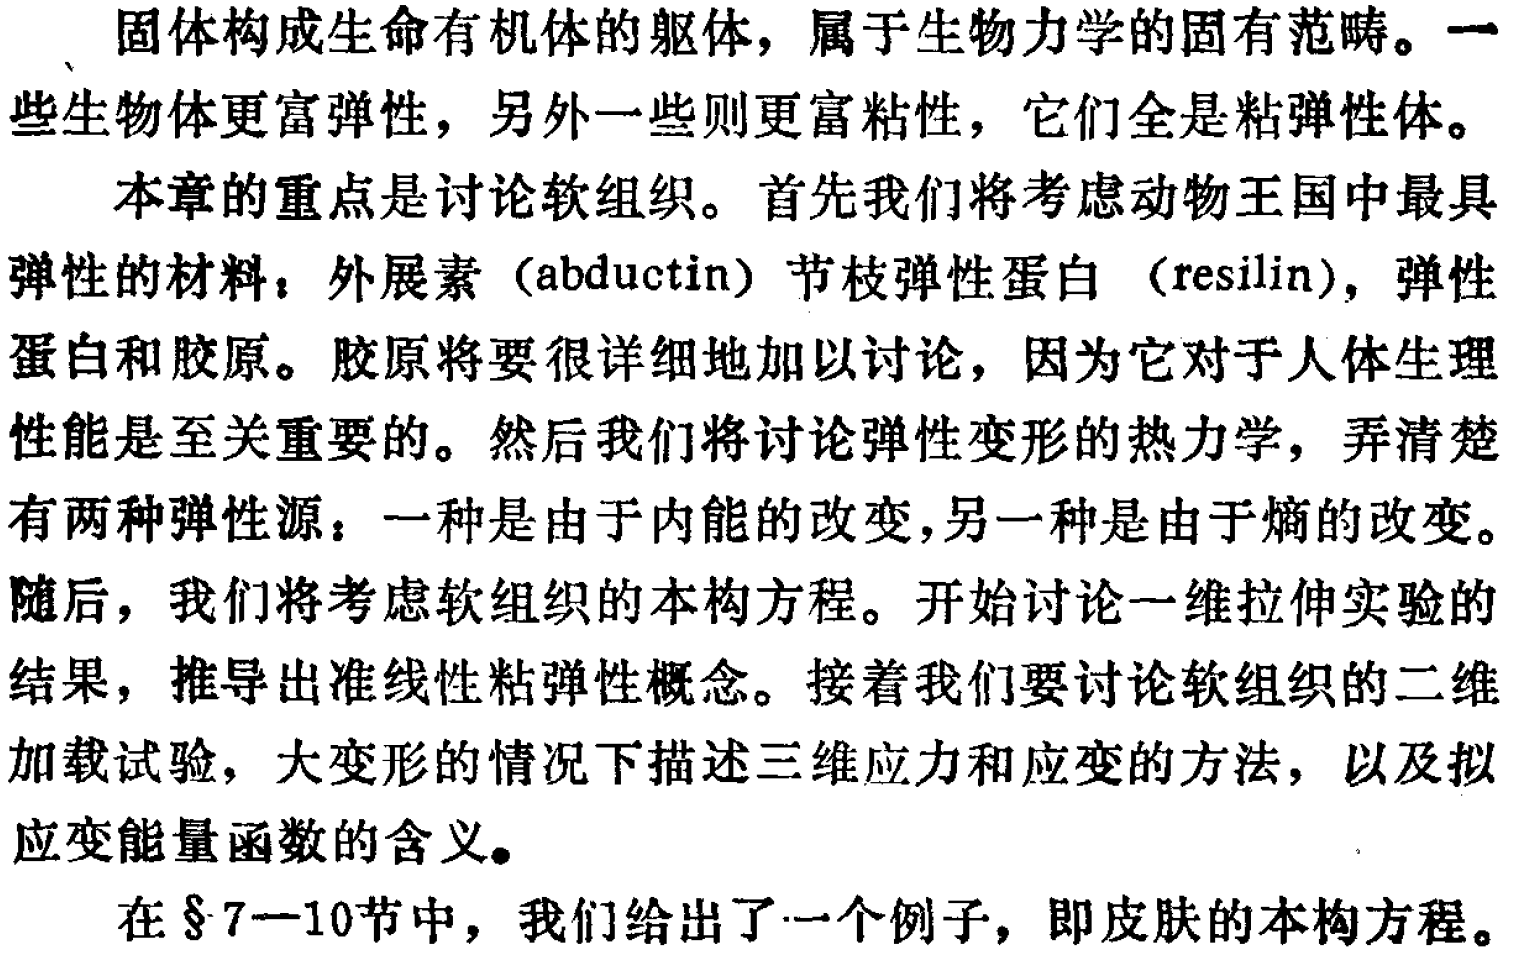 固体构成生命有机体的躯体，属于生物力学的固有范畴。一
些生物体更富弹性，另外一些则更富粘性，它们全是粘弹性体。
本章的重点是讨论软组织。首先我们将考虑动物王国中最具
弹性的材料：外展素（abductin）节枝弹性蛋白（resilin），弹性
蛋白和胶原。胶原将要很详细地加以讨论，因为它对于人体生理
性能是至关重要的。然后我们将讨论弹性变形的热力学，弄清楚
有两种弹性源：一种是由于内能的改变，另一种是由于熵的改变。
随后，我们将考虑软组织的本构方程。开始讨论一维拉伸实验的
结果，推导出准线性粘弹性概念。接着我们要讨论软组织的二维
加载试验，大变形的情况下描述三维应力和应变的方法，以及拟
应变能量函数的含义。
在§7—10节中，我们给出了一个例子，即皮肤的本构方程。